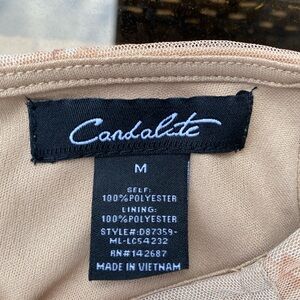 Candalite
M
SELF:
100%POLYESTER
LINING:
100%POLYESTER
STYLE#:D87359-
ML-LC54232
RN#142687
MADE IN VIETNAM